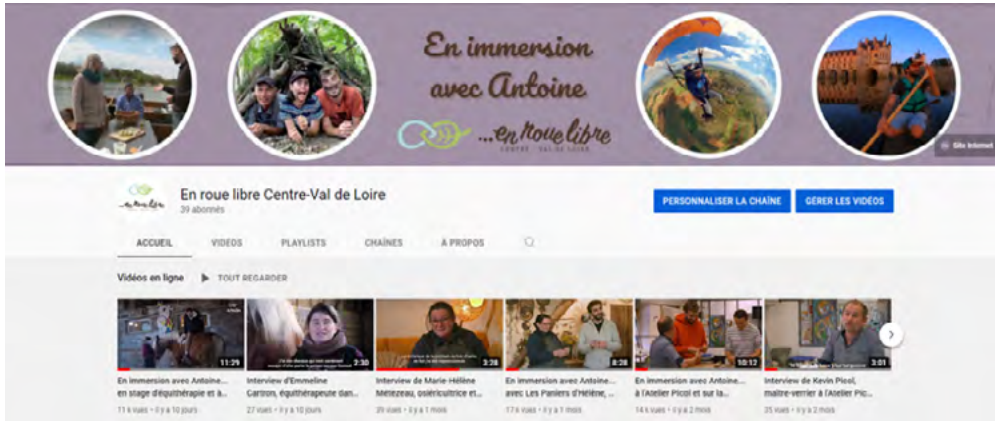 En immersion
avec Antoine
...en Roue libre
CENTRE - VAL DE LOIRE
Site Internet
En roue libre Centre-Val de Loire
39 abonnés
PERSONNALISER LA CHAÎNE
GÉRER LES VIDÉOS
ACCUEIL VIDÉOS PLAYLISTS CHAÎNES À PROPOS
Vidéos en ligne TOUT REGARDER
11:29 2:30 3:28 8:28 10:12 3:01
En immersion avec Antoine...
en stage d'équithérapie et à...
11 k vues • il y a 10 jours
Interview d'Emmeline
Cartron, équithérapeute dan...
27 vues • il y a 10 jours
Interview de Marie-Hélène
Metezeau, osiéricultrice et...
39 vues • il y a 1 mois
En immersion avec Antoine...
avec Les Paniers d'Hélène, ...
17 k vues • il y a 1 mois
En immersion avec Antoine...
à l'Atelier Picol et sur la...
14 k vues • il y a 2 mois
Interview de Kevin Picol,
maître-verrier à l'Atelier Pic...
35 vues • il y a 2 mois